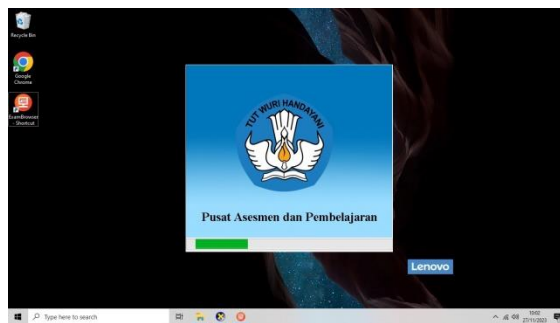 Recycle Bin
Google
Chrome
ExamBrowser
- Shortcut
TUT WURI HANDAYANI
Pusat Asesmen dan Pembelajaran
Lenovo
Type here to search
10:02
27/11/2023